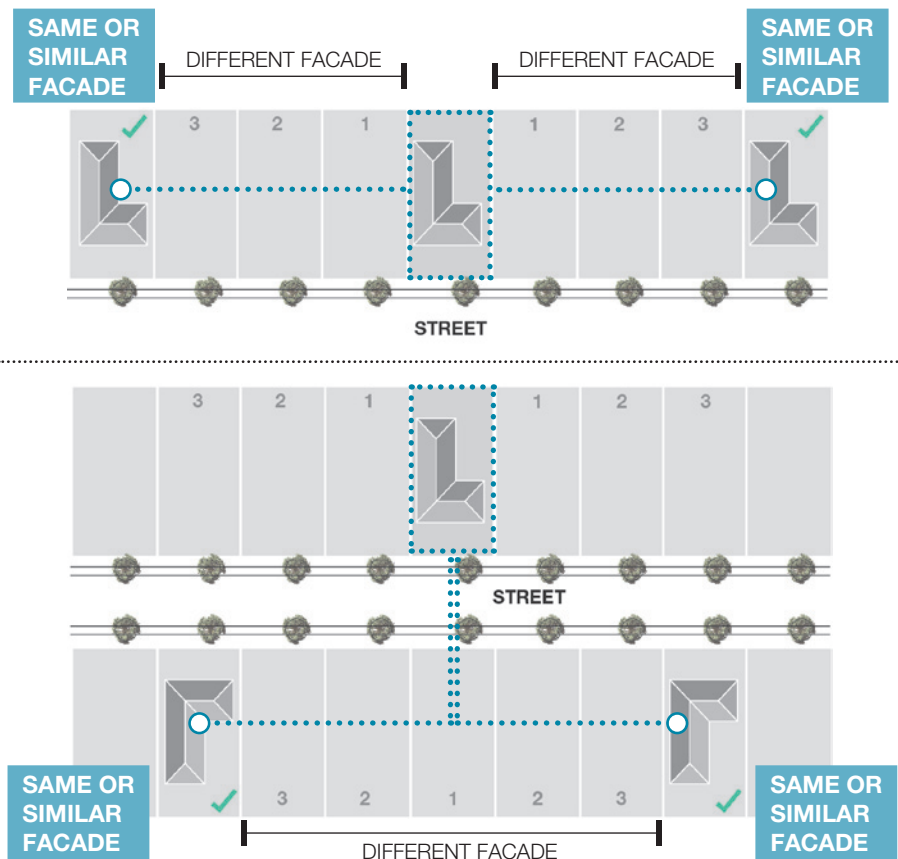 SAME OR
SIMILAR
FACADE
DIFFERENT FACADE
DIFFERENT FACADE
SAME OR
SIMILAR
FACADE
3 2 1 1 2 3
STREET
3 2 1 1 2 3
STREET
SAME OR
SIMILAR
FACADE
3 2 1 2 3
DIFFERENT FACADE
SAME OR
SIMILAR
FACADE